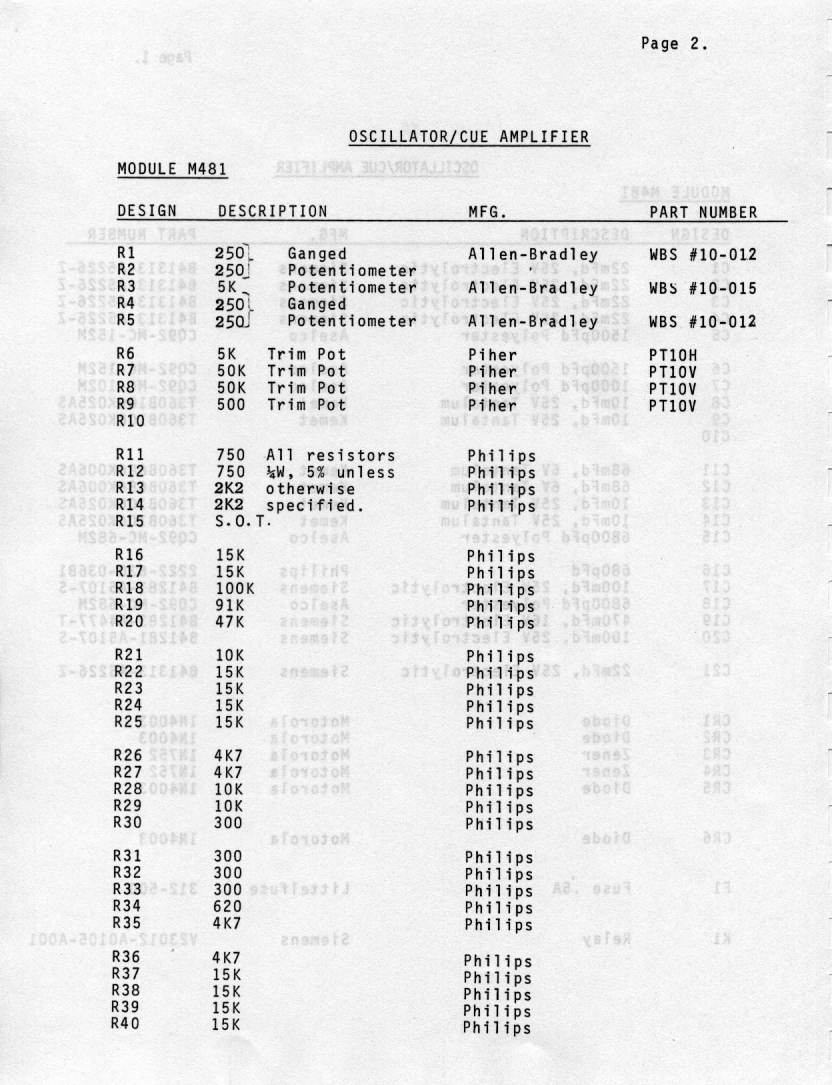 Page 2.
OSCILLATOR/CUE AMPLIFIER
MODULE M481
DESIGN DESCRIPTION MFG. PART NUMBER
R1 250 Ganged Allen-Bradley WBS #10-012
R2 250 Potentiometer
R3 5K Potentiometer Allen-Bradley WBS #10-015
R4 250 Ganged
R5 250 Potentiometer Allen-Bradley WBS #10-012
R6 5K Trim Pot Piher PT10H
R7 50K Trim Pot Piher PT10V
R8 50K Trim Pot Piher PT10V
R9 500 Trim Pot Piher PT10V
R10
R11 750 All resistors Philips
R12 750 ¼W, 5% unless Philips
R13 2K2 otherwise Philips
R14 2K2 specified. Philips
R15 S.O.T. Philips
R16 15K Philips
R17 15K Philips
R18 100K Philips
R19 91K Philips
R20 47K Philips
R21 10K Philips
R22 15K Philips
R23 15K Philips
R24 15K Philips
R25 15K Philips
R26 4K7 Philips
R27 4K7 Philips
R28 10K Philips
R29 10K Philips
R30 300 Philips
R31 300 Philips
R32 300 Philips
R33 300 Philips
R34 620 Philips
R35 4K7 Philips
R36 4K7 Philips
R37 15K Philips
R38 15K Philips
R39 15K Philips
R40 15K Philips